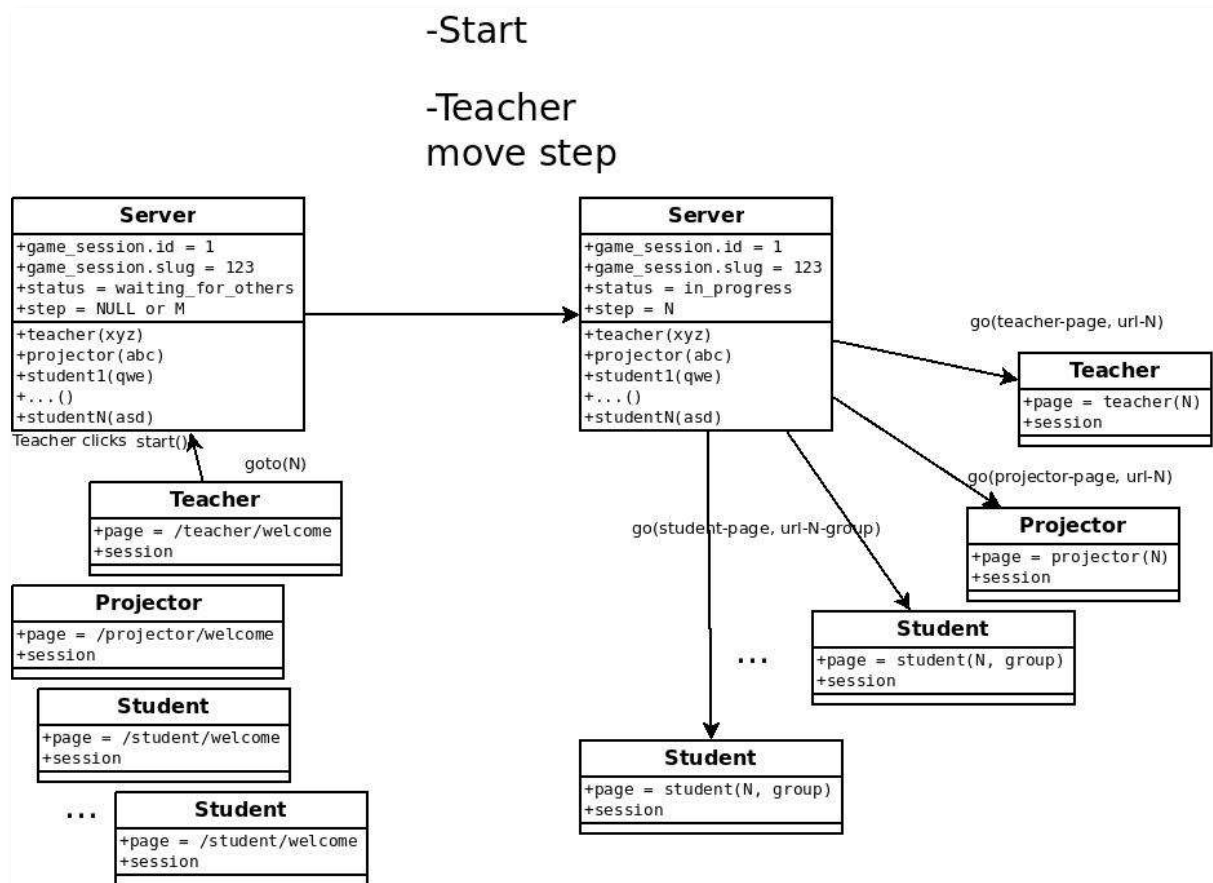 -Start
-Teacher
move step
Server
+game_session.id = 1
+game_session.slug = 123
+status = waiting_for_others
+step = NULL or M
+teacher(xyz)
+projector(abc)
+student1(qwe)
+...()
+studentN(asd)
Teacher clicks start()
goto(N)
Teacher
+page = /teacher/welcome
+session
Projector
+page = /projector/welcome
+session
Student
+page = /student/welcome
+session
...
Student
+page = /student/welcome
+session
Server
+game_session.id = 1
+game_session.slug = 123
+status = in_progress
+step = N
+teacher(xyz)
+projector(abc)
+student1(qwe)
+...()
+studentN(asd)
go(teacher-page, url-N)
Teacher
+page = teacher(N)
+session
go(projector-page, url-N)
Projector
+page = projector(N)
+session
go(student-page, url-N-group)
Student
+page = student(N, group)
+session
...
Student
+page = student(N, group)
+session